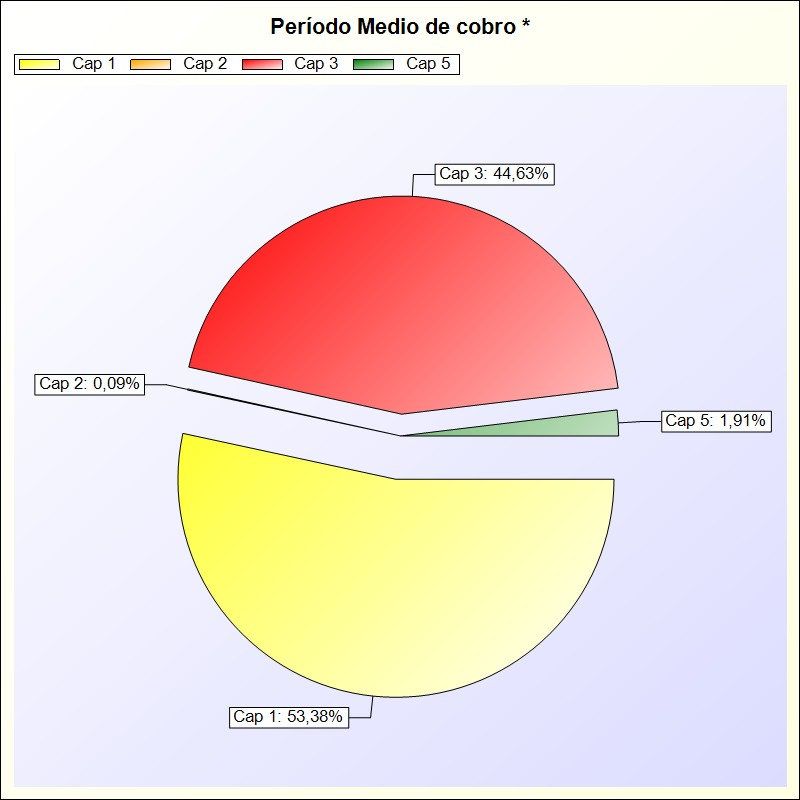 Período Medio de cobro *
Cap 1 Cap 2 Cap 3 Cap 5
Cap 3: 44,63%
Cap 2: 0,09%
Cap 5: 1,91%
Cap 1: 53,38%